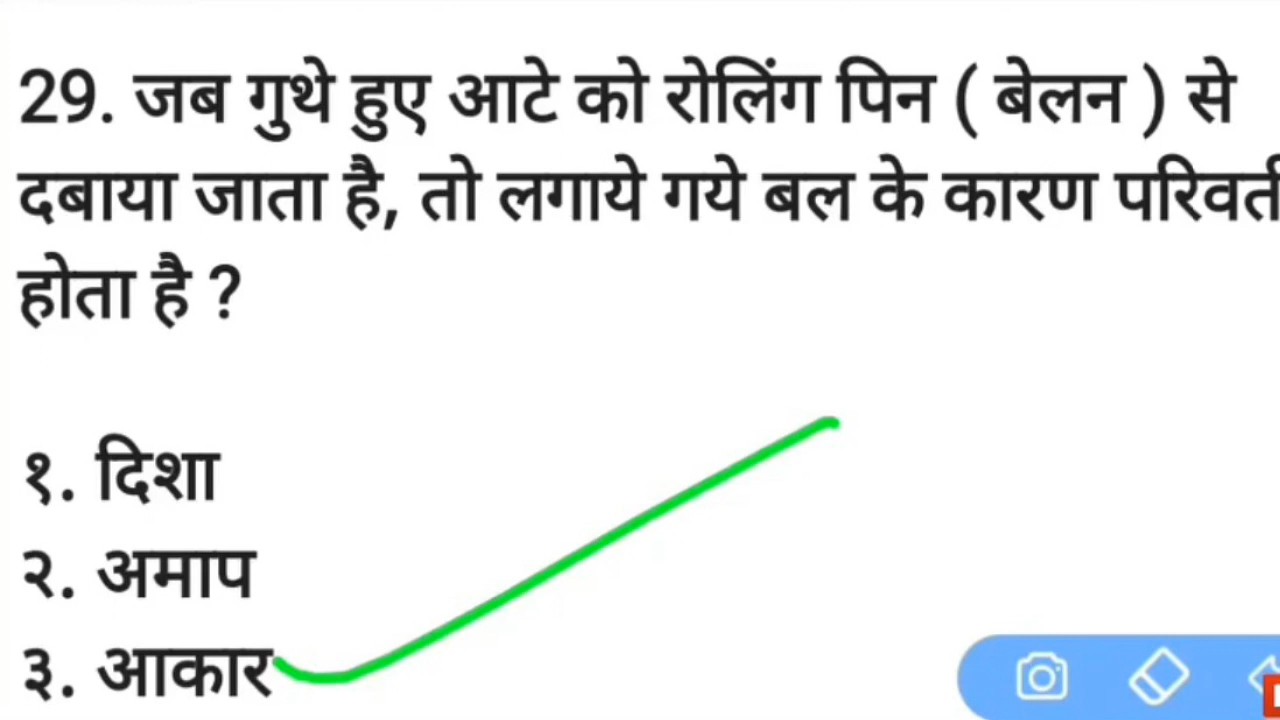 29. जब गुथे हुए आटे को रोलिंग पिन ( बेलन ) से
दबाया जाता है, तो लगाये गये बल के कारण
होता है ?
१. दिशा
२. अमाप
३. आकार